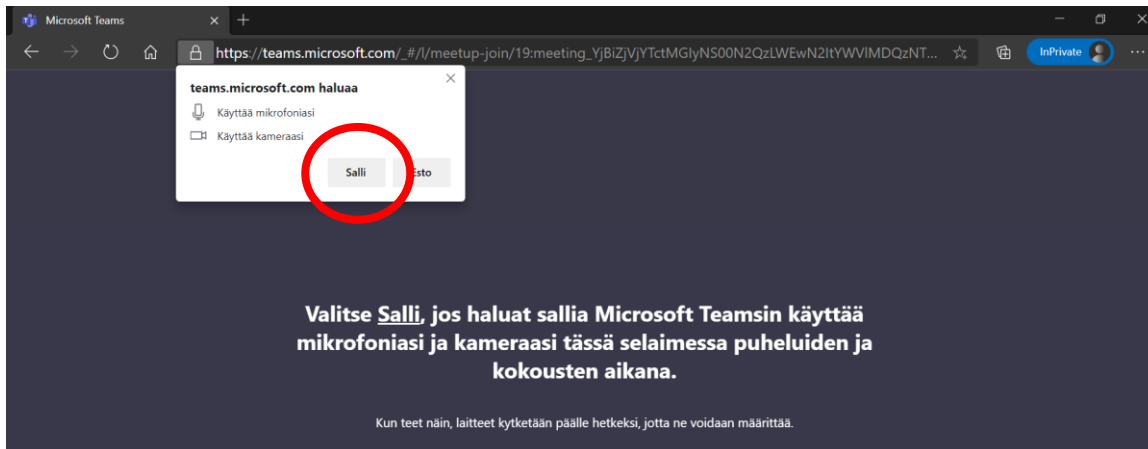 Microsoft Teams
https://teams.microsoft.com/_#/l/meetup-join/19:meeting_YjBiZjVjYTctMGIyNS00N2QzLWEwN2ItYWVlMDQzNT...
InPrivate
teams.microsoft.com haluaa
Käyttää mikrofoniasi
Käyttää kameraasi
Salli Esto
Valitse Salli, jos haluat sallia Microsoft Teamsin käyttää
mikrofoniasi ja kameraasi tässä selaimessa puheluiden ja
kokousten aikana.
Kun teet näin, laitteet kytketään päälle hetkeksi, jotta ne voidaan määrittää.